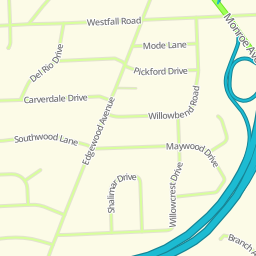 Westfall Road
Monroe Ave
Mode Lane
Del Rio Drive
Pickford Drive
Carverdale Drive
Edgewood Avenue
Willowbend Road
Southwood Lane
Maywood Drive
Shalimar Drive
Willowcrest Drive
Branch A